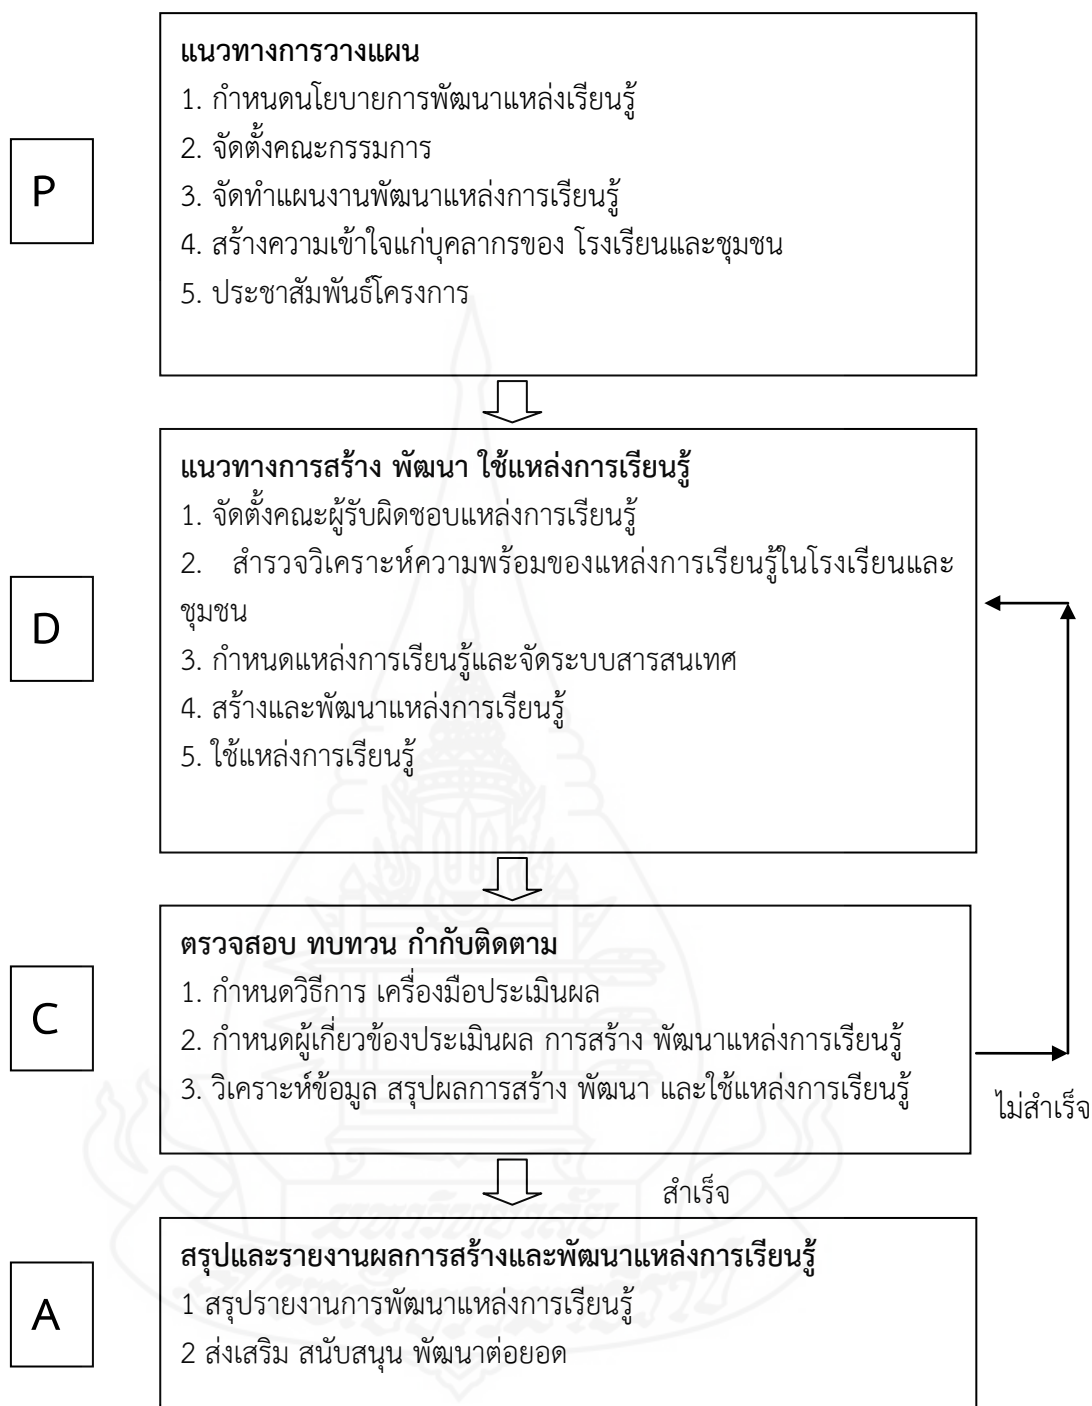 แนวทางการวางแผน
1. กำหนดนโยบายการพัฒนาแหล่งเรียนรู้
2. จัดตั้งคณะกรรมการ
P
3. จัดทำแผนงานพัฒนาแหล่งการเรียนรู้
4. สร้างความเข้าใจแก่บุคลากรของ โรงเรียนและชุมชน
5. ประชาสัมพันธ์โครงการ
แนวทางการสร้าง พัฒนา ใช้แหล่งการเรียนรู้
1. จัดตั้งคณะผู้รับผิดชอบแหล่งการเรียนรู้
2. สำรวจวิเคราะห์ความพร้อมของแหล่งการเรียนรู้ในโรงเรียนและ
ชุมชน
D
3. กำหนดแหล่งการเรียนรู้และจัดระบบสารสนเทศ
4. สร้างและพัฒนาแหล่งการเรียนรู้
5. ใช้แหล่งการเรียนรู้
ตรวจสอบ ทบทวน กำกับติดตาม
1. กำหนดวิธีการ เครื่องมือประเมินผล
C
2. กำหนดผู้เกี่ยวข้องประเมินผล การสร้าง พัฒนาแหล่งการเรียนรู้
3. วิเคราะห์ข้อมูล สรุปผลการสร้าง พัฒนา และใช้แหล่งการเรียนรู้
ไม่สำเร็จ
สำเร็จ
มหาวิทยาลัย
สุโขทัยธรรมาธิราช
สรุปและรายงานผลการสร้างและพัฒนาแหล่งการเรียนรู้
1 สรุปรายงานการพัฒนาแหล่งการเรียนรู้
A
2 ส่งเสริม สนับสนุน พัฒนาต่อยอด